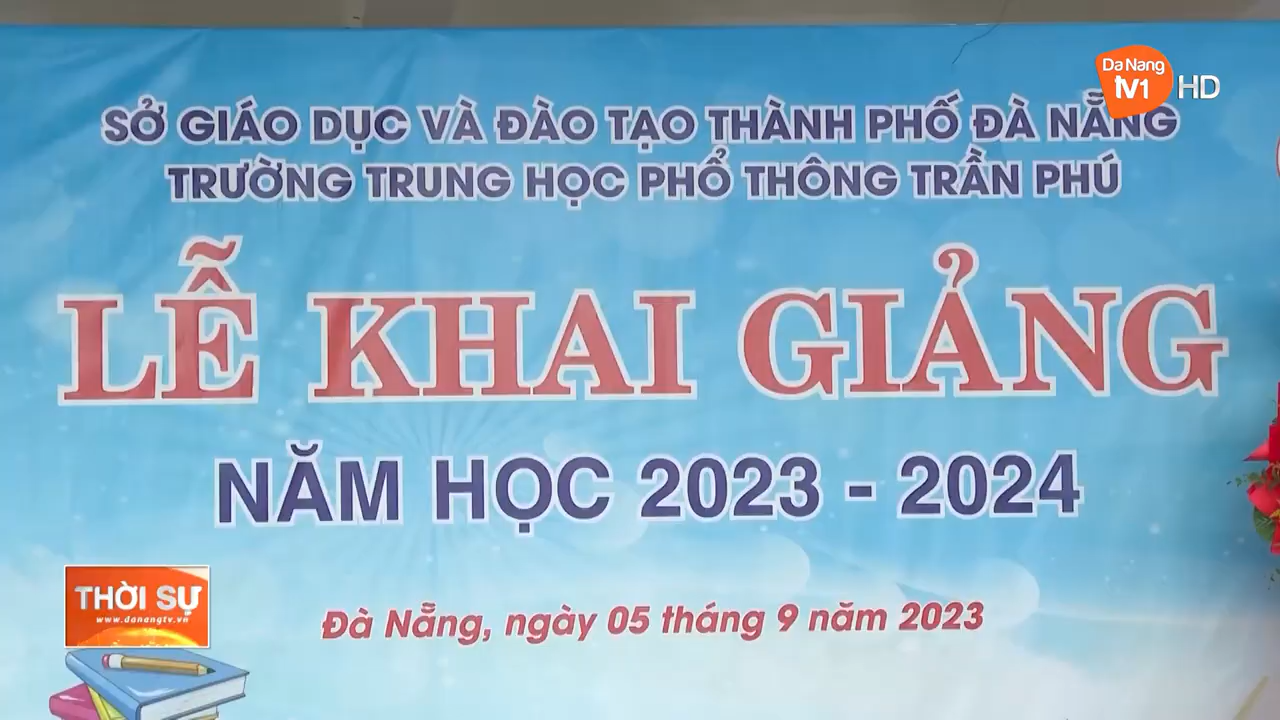 Da Nang
TV1 HD
SỞ GIÁO DỤC VÀ ĐÀO TẠO THÀNH PHỐ ĐÀ NẴNG
TRƯỜNG TRUNG HỌC PHỔ THÔNG TRẦN PHÚ
LỄ KHAI GIẢNG
NĂM HỌC 2023 - 2024
Đà Nẵng, ngày 05 tháng 9 năm 2023
THỜI SỰ
www.danangtv.vn